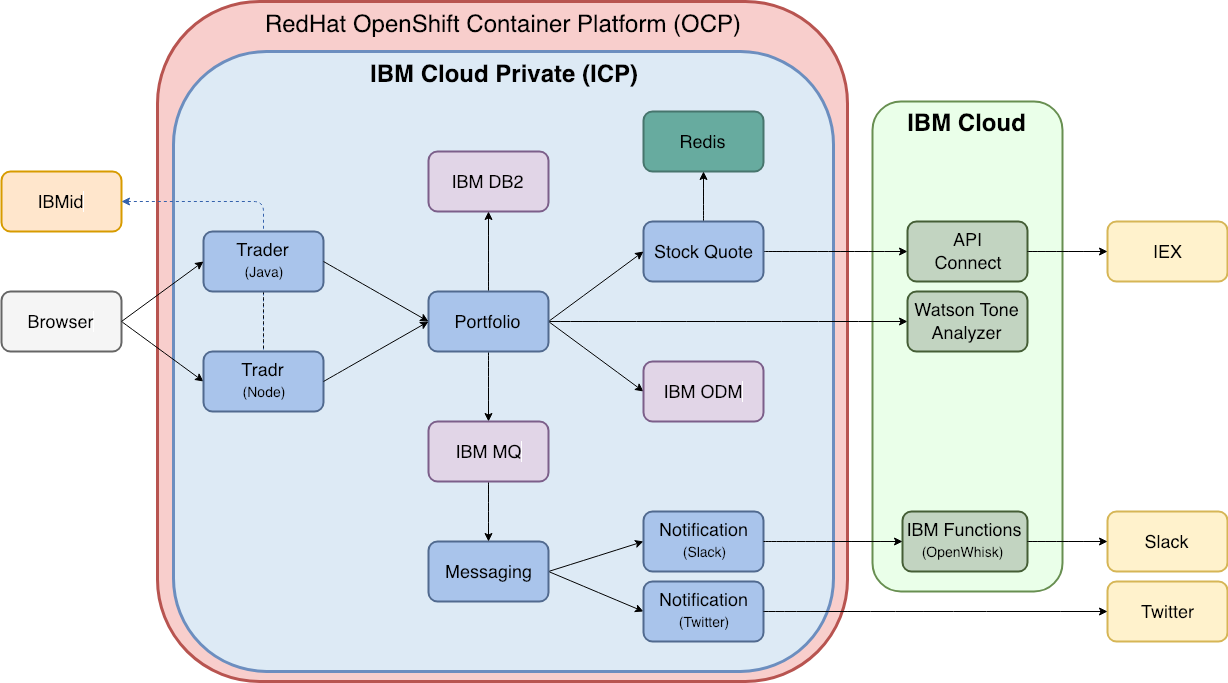 RedHat OpenShift Container Platform (OCP)
IBM Cloud Private (ICP)
IBM Cloud
Redis
IBM DB2
IBMid
Trader
(Java)
Stock Quote
API
Connect
IEX
Browser
Portfolio
Watson Tone
Analyzer
Tradr
(Node)
IBM ODM
IBM MQ
Messaging
Notification
(Slack)
IBM Functions
(OpenWhisk)
Slack
Notification
(Twitter)
Twitter